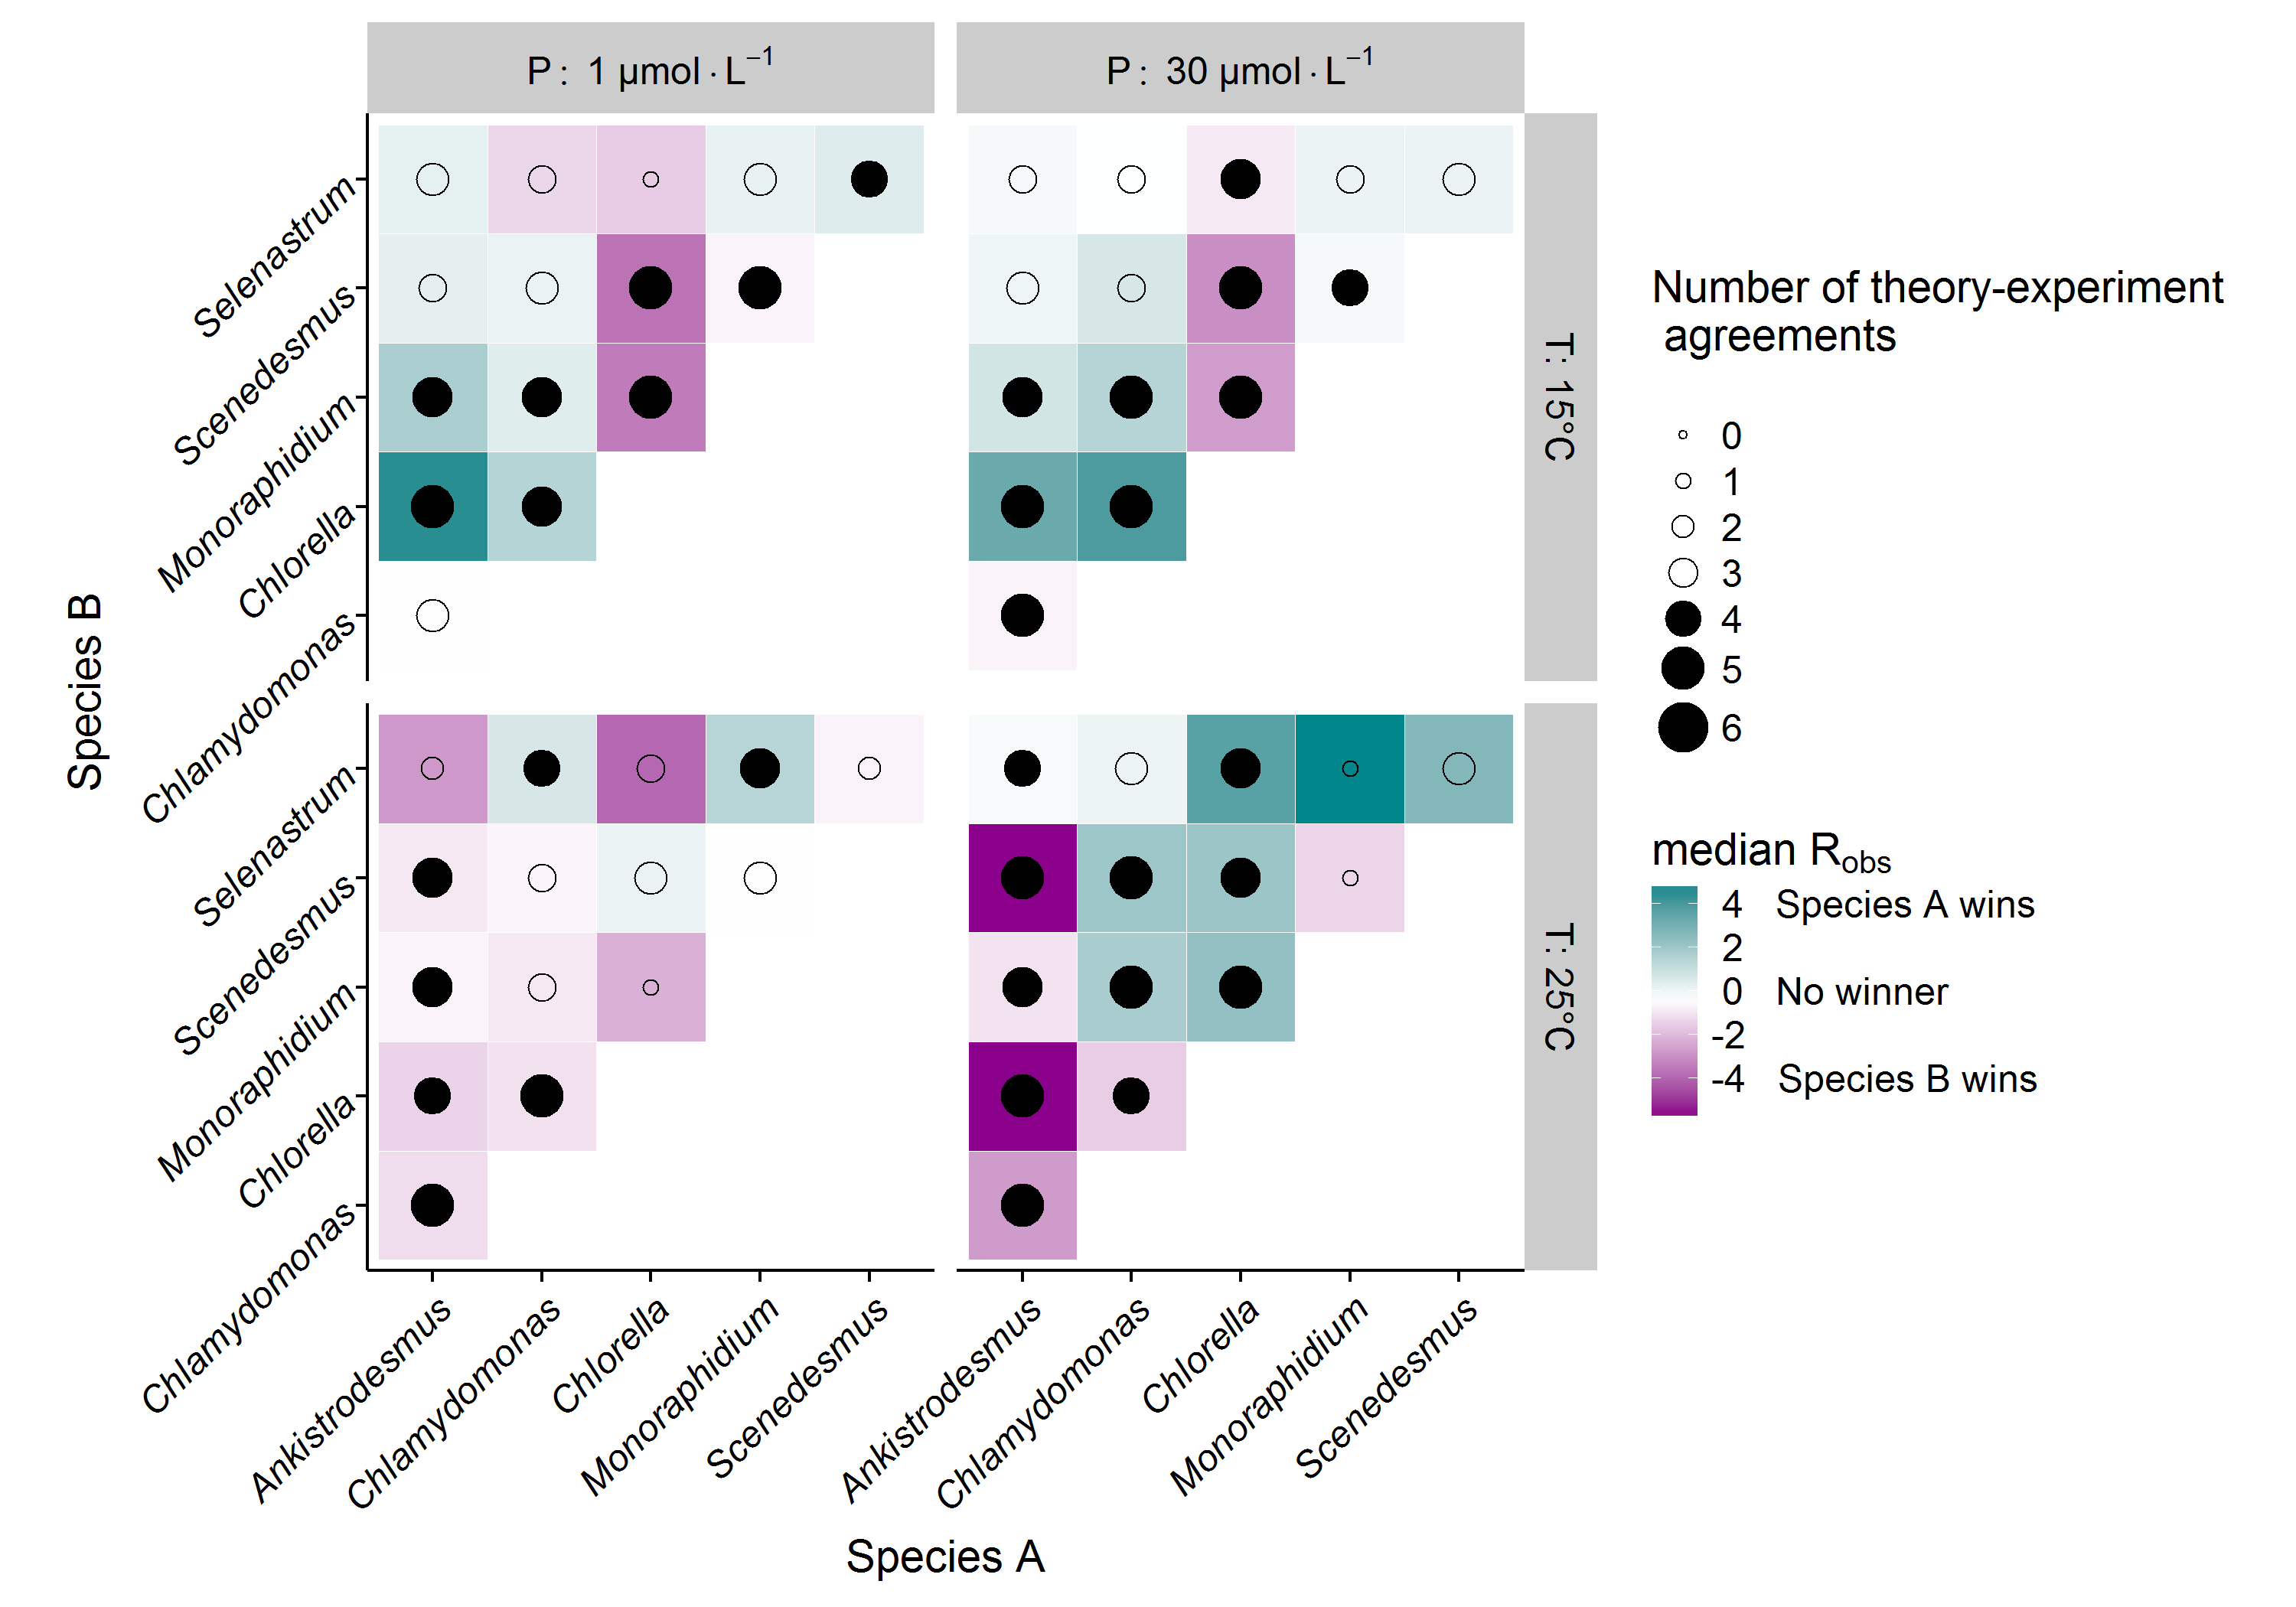 P: 1 µmol · L⁻¹
P: 30 µmol · L⁻¹
T: 15°C
T: 25°C
Species B
Selenastrum
Scenedesmus
Monoraphidium
Chlorella
Chlamydomonas
Selenastrum
Scenedesmus
Monoraphidium
Chlorella
Chlamydomonas
Ankistrodesmus
Chlamydomonas
Chlorella
Monoraphidium
Scenedesmus
Ankistrodesmus
Chlamydomonas
Chlorella
Monoraphidium
Scenedesmus
Species A
Number of theory-experiment
agreements
0
1
2
3
4
5
6
median Robs
4 Species A wins
2
0 No winner
-2
-4 Species B wins